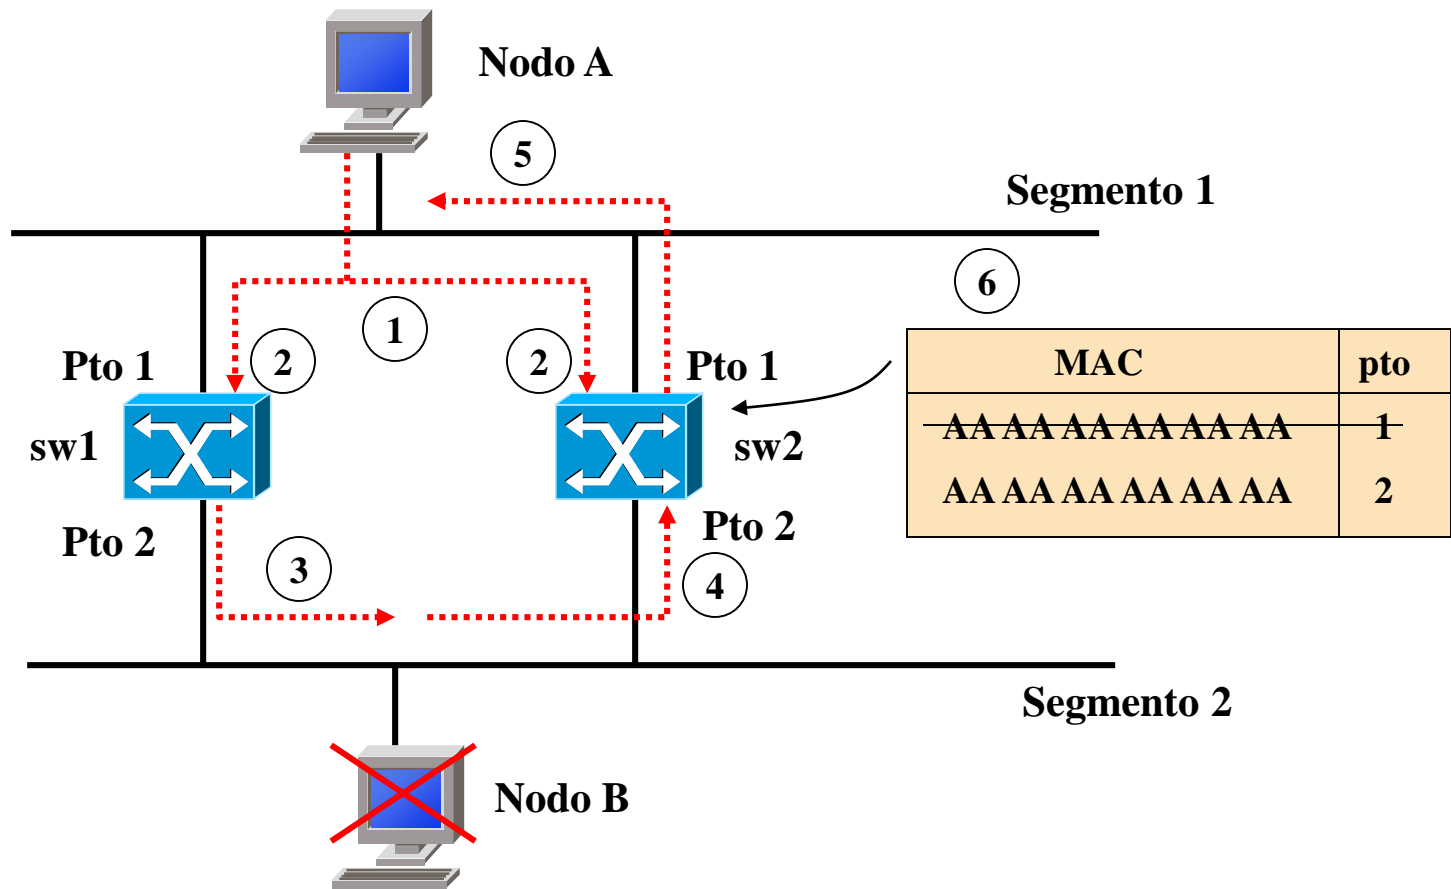 Nodo A
5
Segmento 1
6
1
2
2
Pto 1
Pto 1
MAC pto
AA AA AA AA AA AA 1
sw1
sw2
AA AA AA AA AA AA 2
Pto 2
Pto 2
3
4
Segmento 2
Nodo B